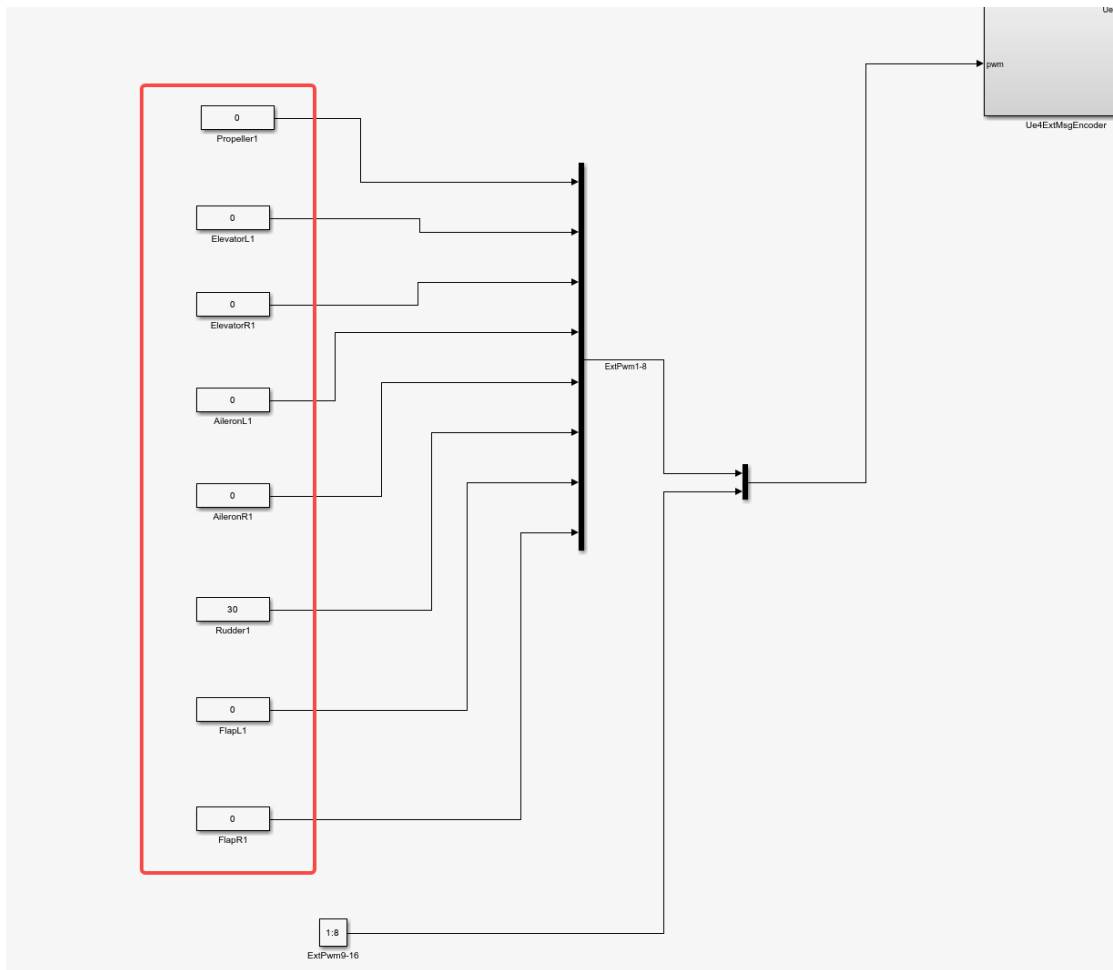 Ue
pwm
Ue4ExtMsgEncoder
0
Propeller1
0
ElevatorL1
0
ElevatorR1
0
AileronL1
ExtPwm1-8
0
AileronR1
30
Rudder1
0
FlapL1
0
FlapR1
1:8
ExtPwm9-16